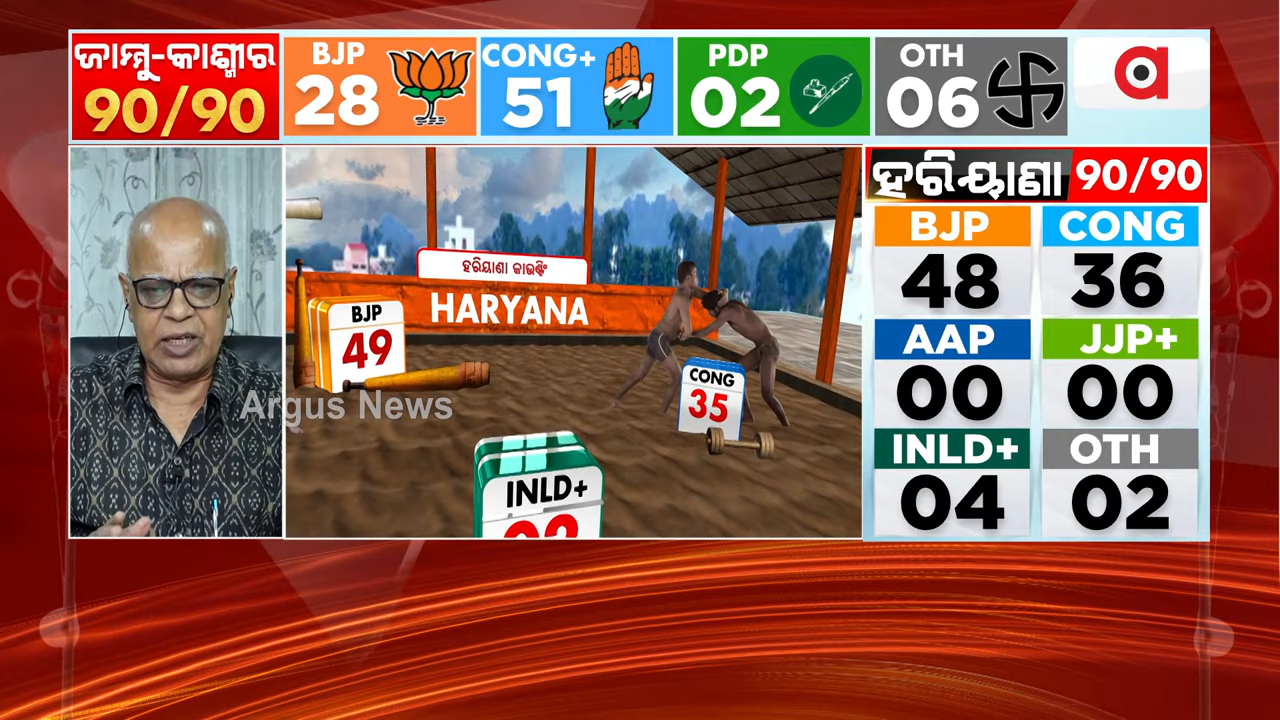 ଜାମ୍ମୁ-କାଶ୍ମୀର
90/90
BJP
28
CONG+
51
PDP
02
OTH
06
a
ହରିୟାଣା 90/90
BJP
48
CONG
36
AAP
00
JJP+
00
INLD+
04
OTH
02
ହରିୟାଣା କାଉଣ୍ଟିଂ
HARYANA
BJP
49
CONG
35
INLD+
Argus News